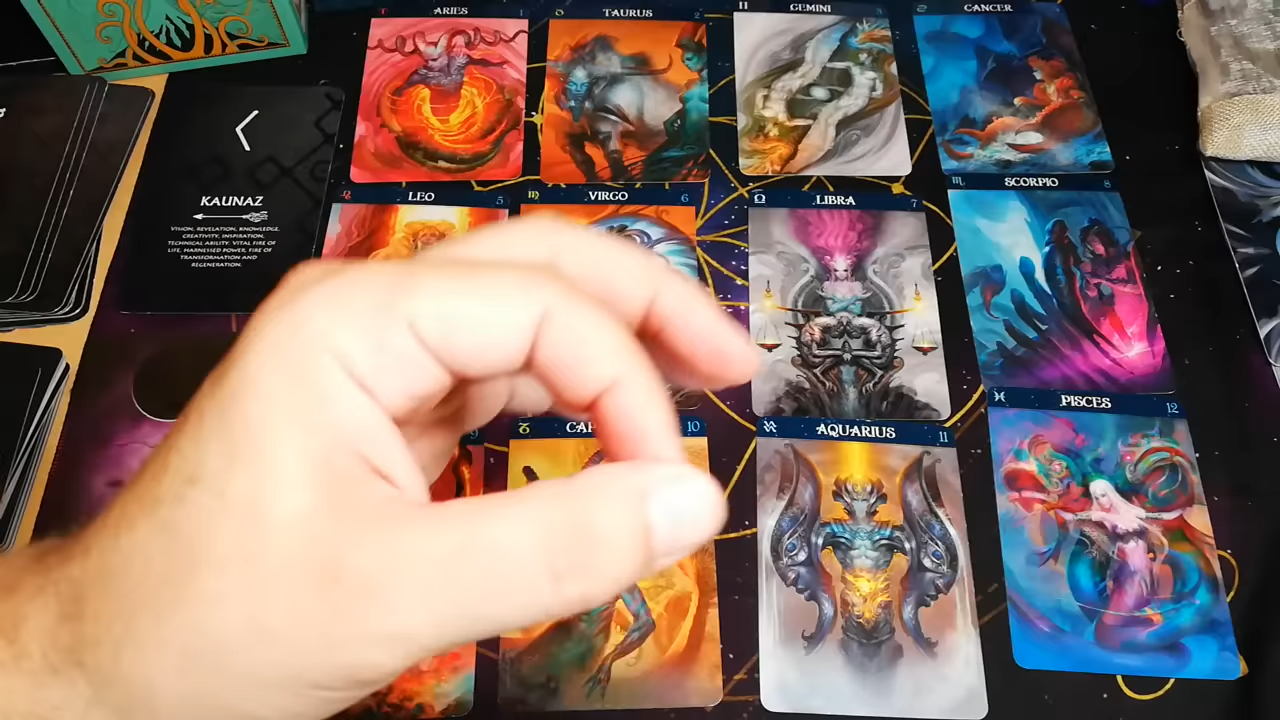 ARIES 1
TAURUS 2
GEMINI 3
CANCER
KAUNAZ
VISION, REVELATION, KNOWLEDGE,
CREATIVITY, INSPIRATION,
TECHNICAL ABILITY. VITAL FIRE OF
LIFE, HARNESSED POWER, FIRE OF
TRANSFORMATION AND
REGENERATION.
LEO 5
VIRGO 6
LIBRA 7
SCORPIO 8
9
10
AQUARIUS 11
PISCES 12